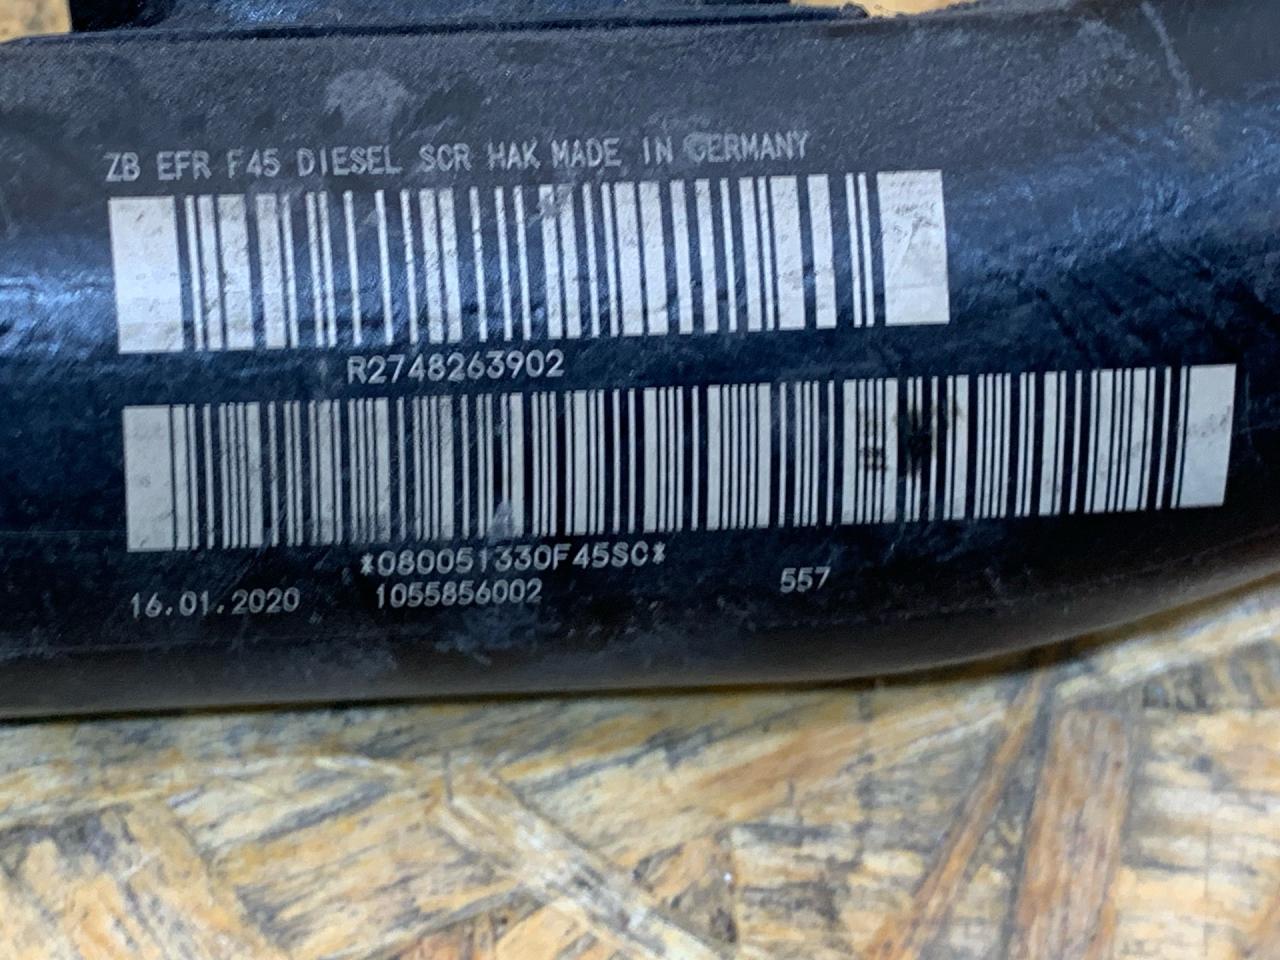 ZB EFR F45 DIESEL SCR HAK MADE IN GERMANY
R2748263902
*080051330F45SC*
16.01.2020 1055856002 557